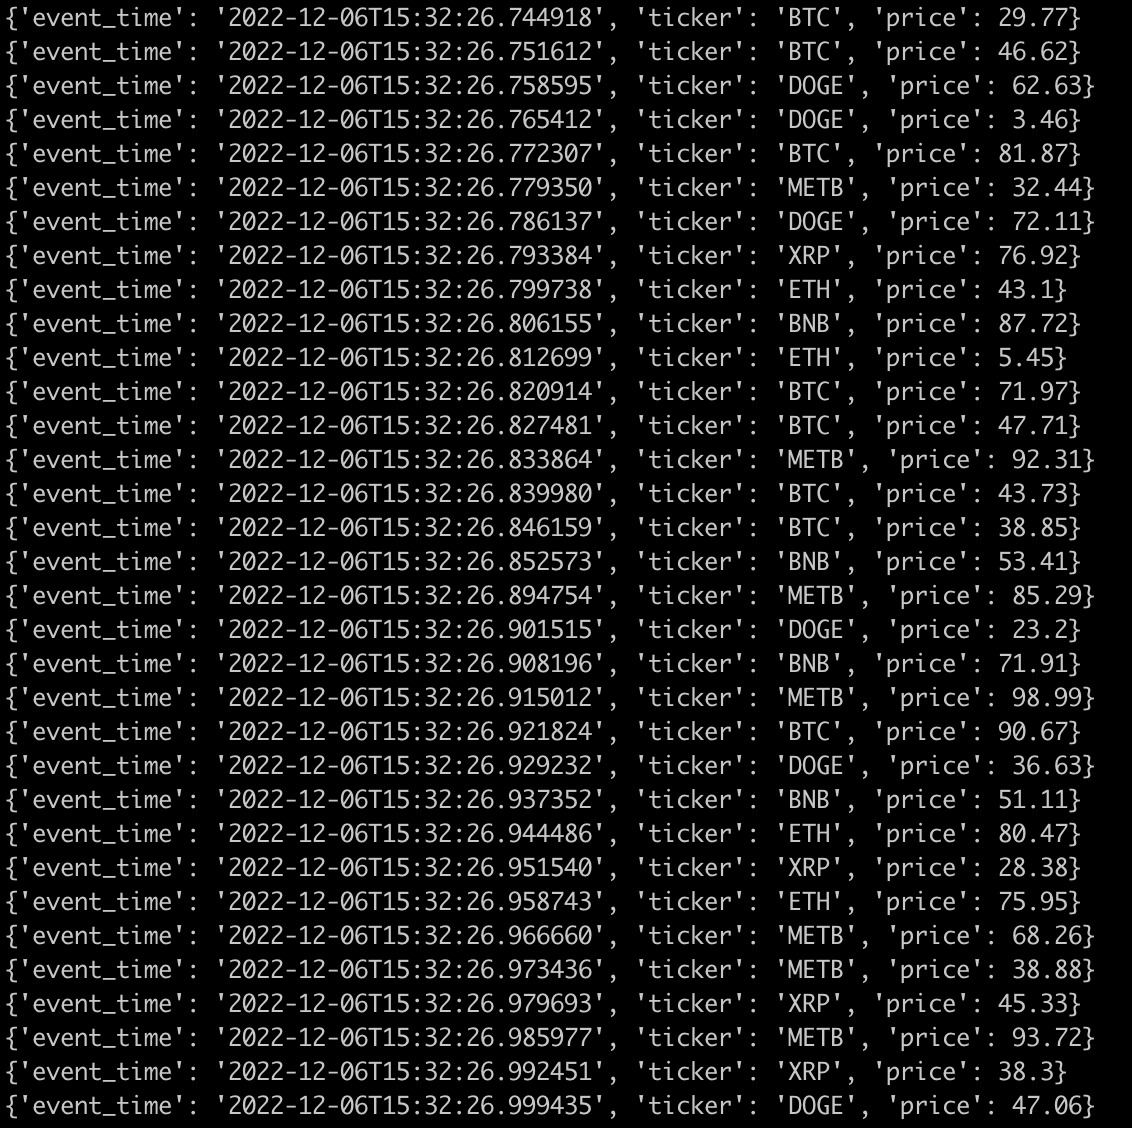 {'event_time': '2022-12-06T15:32:26.744918', 'ticker': 'BTC', 'price': 29.77}
{'event_time': '2022-12-06T15:32:26.751612', 'ticker': 'BTC', 'price': 46.62}
{'event_time': '2022-12-06T15:32:26.758595', 'ticker': 'DOGE', 'price': 62.63}
{'event_time': '2022-12-06T15:32:26.765412', 'ticker': 'DOGE', 'price': 3.46}
{'event_time': '2022-12-06T15:32:26.772307', 'ticker': 'BTC', 'price': 81.87}
{'event_time': '2022-12-06T15:32:26.779350', 'ticker': 'METB', 'price': 32.44}
{'event_time': '2022-12-06T15:32:26.786137', 'ticker': 'DOGE', 'price': 72.11}
{'event_time': '2022-12-06T15:32:26.793384', 'ticker': 'XRP', 'price': 76.92}
{'event_time': '2022-12-06T15:32:26.799738', 'ticker': 'ETH', 'price': 43.1}
{'event_time': '2022-12-06T15:32:26.806155', 'ticker': 'BNB', 'price': 87.72}
{'event_time': '2022-12-06T15:32:26.812699', 'ticker': 'ETH', 'price': 5.45}
{'event_time': '2022-12-06T15:32:26.820914', 'ticker': 'BTC', 'price': 71.97}
{'event_time': '2022-12-06T15:32:26.827481', 'ticker': 'BTC', 'price': 47.71}
{'event_time': '2022-12-06T15:32:26.833864', 'ticker': 'METB', 'price': 92.31}
{'event_time': '2022-12-06T15:32:26.839980', 'ticker': 'BTC', 'price': 43.73}
{'event_time': '2022-12-06T15:32:26.846159', 'ticker': 'BTC', 'price': 38.85}
{'event_time': '2022-12-06T15:32:26.852573', 'ticker': 'BNB', 'price': 53.41}
{'event_time': '2022-12-06T15:32:26.894754', 'ticker': 'METB', 'price': 85.29}
{'event_time': '2022-12-06T15:32:26.901515', 'ticker': 'DOGE', 'price': 23.2}
{'event_time': '2022-12-06T15:32:26.908196', 'ticker': 'BNB', 'price': 71.91}
{'event_time': '2022-12-06T15:32:26.915012', 'ticker': 'METB', 'price': 98.99}
{'event_time': '2022-12-06T15:32:26.921824', 'ticker': 'BTC', 'price': 90.67}
{'event_time': '2022-12-06T15:32:26.929232', 'ticker': 'DOGE', 'price': 36.63}
{'event_time': '2022-12-06T15:32:26.937352', 'ticker': 'BNB', 'price': 51.11}
{'event_time': '2022-12-06T15:32:26.944486', 'ticker': 'ETH', 'price': 80.47}
{'event_time': '2022-12-06T15:32:26.951540', 'ticker': 'XRP', 'price': 28.38}
{'event_time': '2022-12-06T15:32:26.958743', 'ticker': 'ETH', 'price': 75.95}
{'event_time': '2022-12-06T15:32:26.966660', 'ticker': 'METB', 'price': 68.26}
{'event_time': '2022-12-06T15:32:26.973436', 'ticker': 'METB', 'price': 38.88}
{'event_time': '2022-12-06T15:32:26.979693', 'ticker': 'XRP', 'price': 45.33}
{'event_time': '2022-12-06T15:32:26.985977', 'ticker': 'METB', 'price': 93.72}
{'event_time': '2022-12-06T15:32:26.992451', 'ticker': 'XRP', 'price': 38.3}
{'event_time': '2022-12-06T15:32:26.999435', 'ticker': 'DOGE', 'price': 47.06}